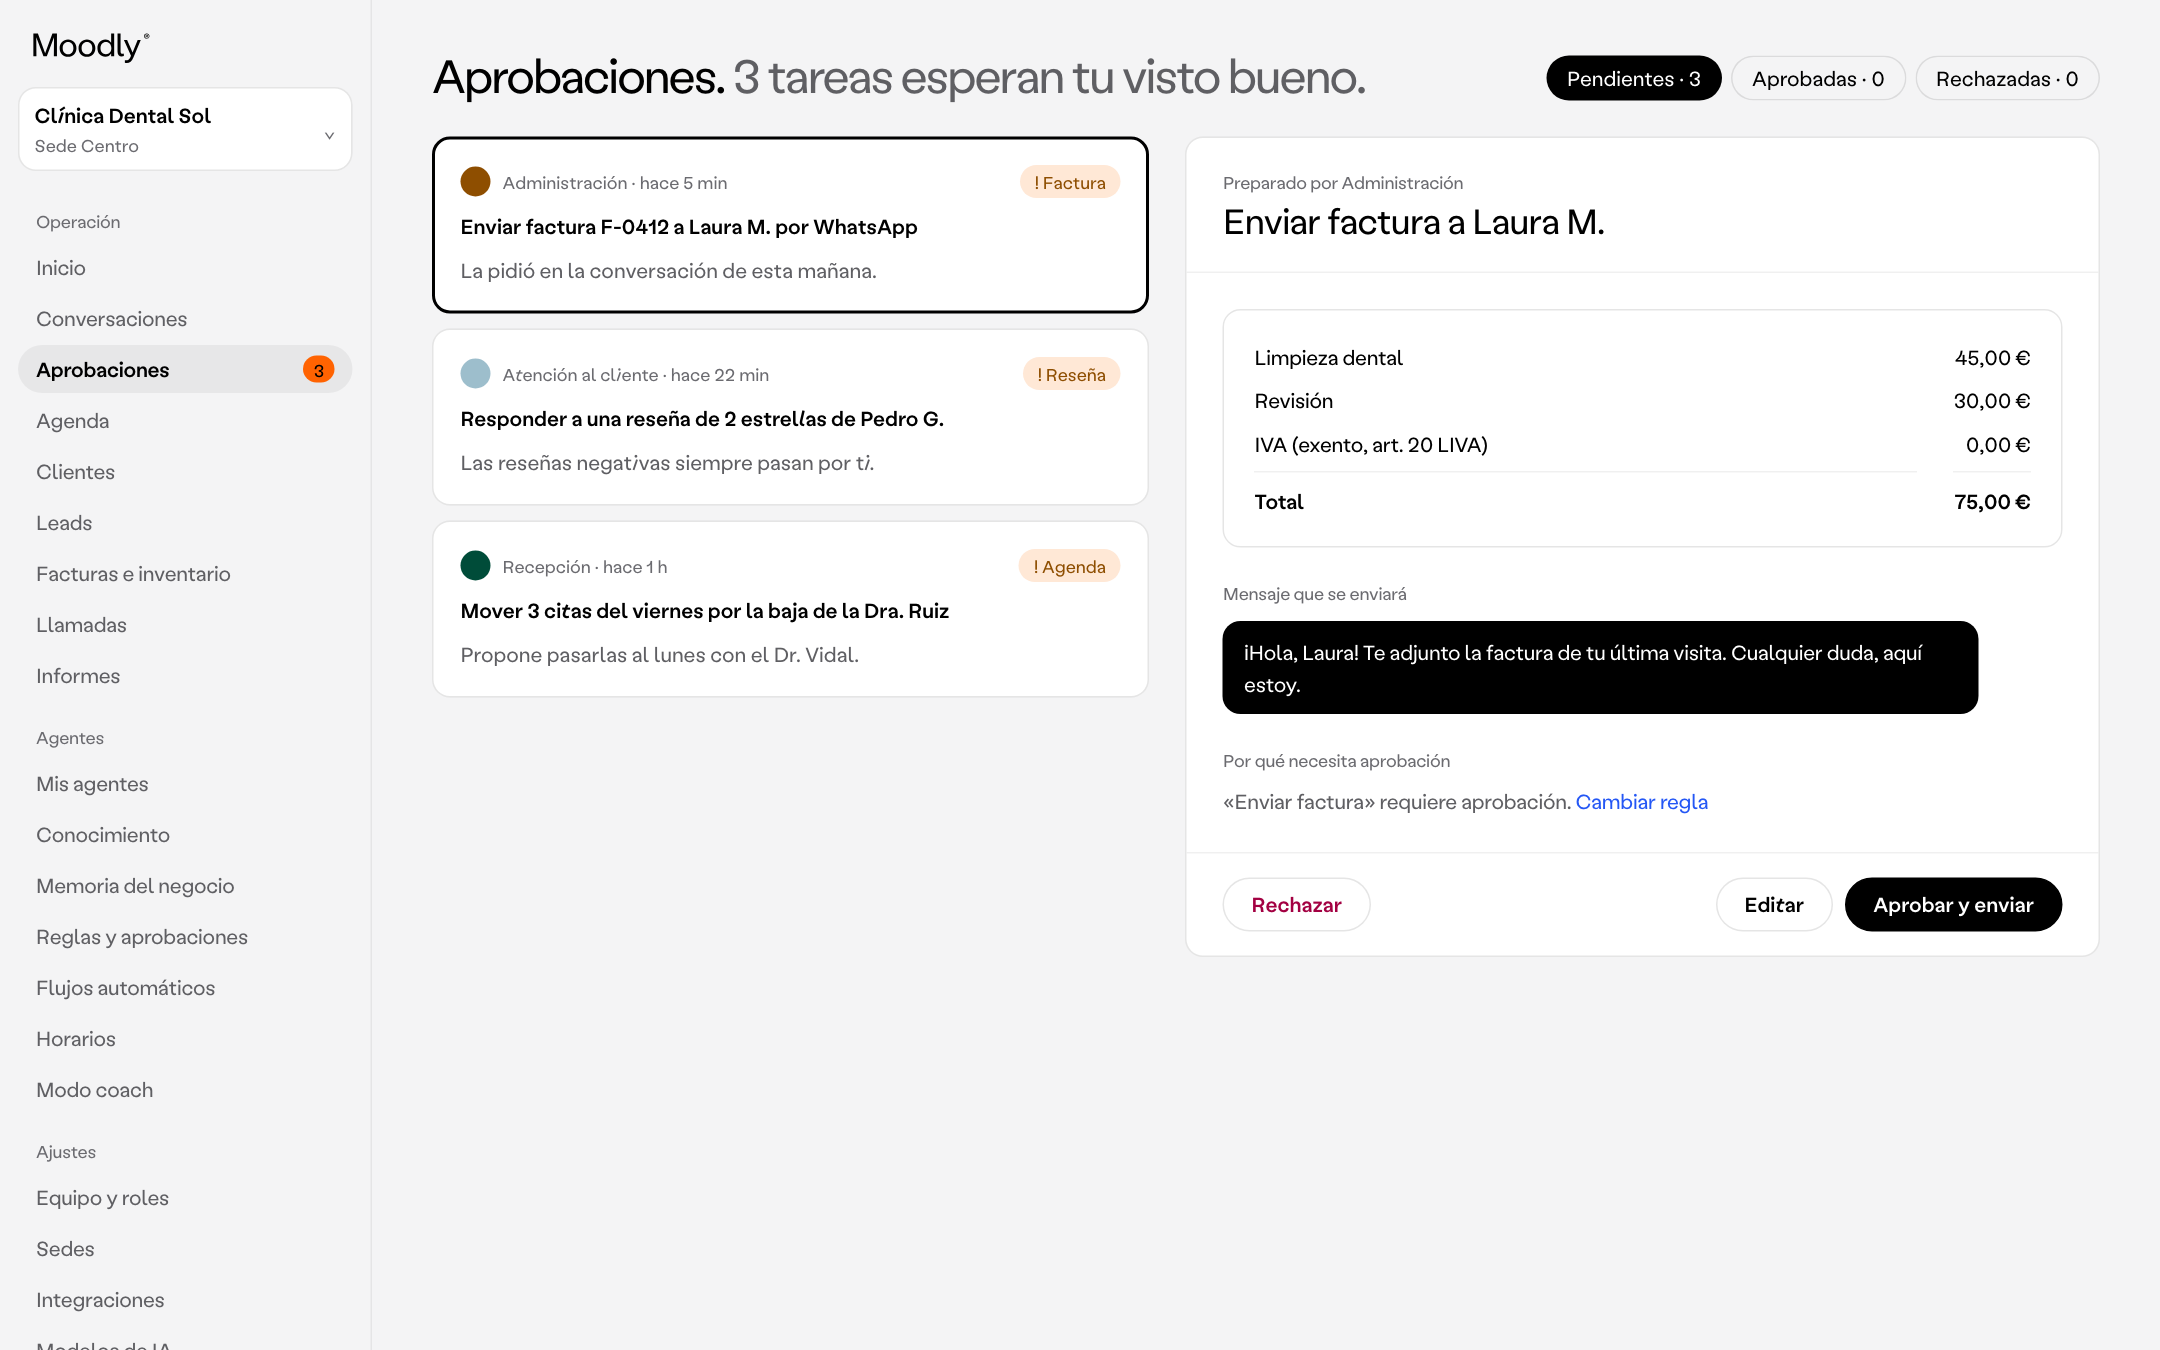 Moodly®
Clínica Dental Sol
Sede Centro
Operación
Inicio
Conversaciones
Aprobaciones 3
Agenda
Clientes
Leads
Facturas e inventario
Llamadas
Informes
Agentes
Mis agentes
Conocimiento
Memoria del negocio
Reglas y aprobaciones
Flujos automáticos
Horarios
Modo coach
Ajustes
Equipo y roles
Sedes
Integraciones
Modelos de IA
Aprobaciones. 3 tareas esperan tu visto bueno.
Pendientes · 3
Aprobadas · 0
Rechazadas · 0
Administración · hace 5 min
! Factura
Enviar factura F-0412 a Laura M. por WhatsApp
La pidió en la conversación de esta mañana.
Atención al cliente · hace 22 min
! Reseña
Responder a una reseña de 2 estrellas de Pedro G.
Las reseñas negativas siempre pasan por ti.
Recepción · hace 1 h
! Agenda
Mover 3 citas del viernes por la baja de la Dra. Ruiz
Propone pasarlas al lunes con el Dr. Vidal.
Preparado por Administración
Enviar factura a Laura M.
Limpieza dental 45,00 €
Revisión 30,00 €
IVA (exento, art. 20 LIVA) 0,00 €
Total 75,00 €
Mensaje que se enviará
¡Hola, Laura! Te adjunto la factura de tu última visita. Cualquier duda, aquí
estoy.
Por qué necesita aprobación
«Enviar factura» requiere aprobación. Cambiar regla
Rechazar
Editar
Aprobar y enviar